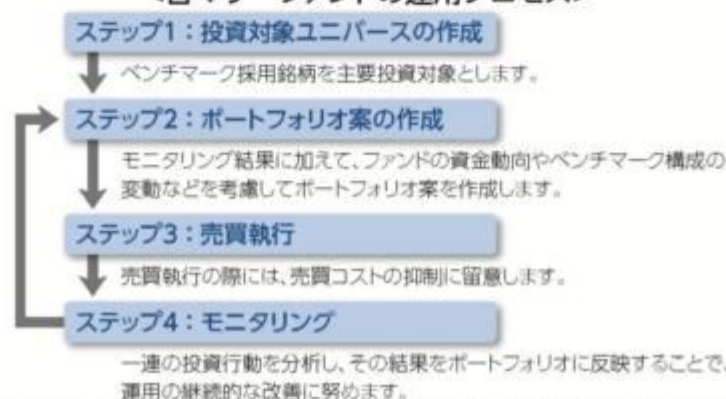 ステップ1：投資対象ユニバースの作成
ベンチマーク採用銘柄を主要投資対象とします。
ステップ2：ポートフォリオ案の作成
モニタリング結果に加えて、ファンドの資金動向やベンチマーク構成の
変動などを考慮してポートフォリオ案を作成します。
ステップ3：売買執行
売買執行の際には、売買コストの抑制に留意します。
ステップ4：モニタリング
一連の投資行動を分析し、その結果をポートフォリオに反映することで、
運用の継続的な改善に努めます。